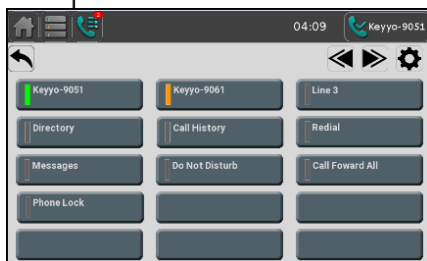 04:09 Keyyo-9051
Keyyo-9051 Keyyo-9061 Line 3
Directory Call History Redial
Messages Do Not Disturb Call Foward All
Phone Lock